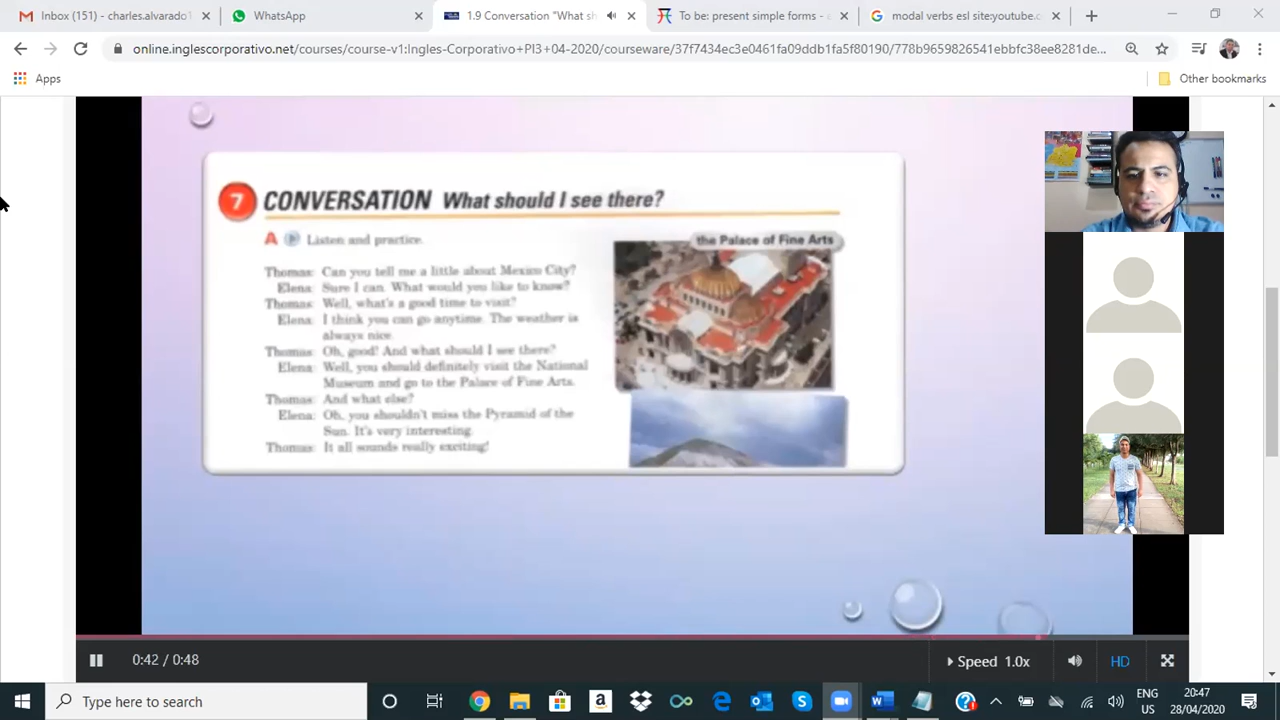 Inbox (151) - charles.alvarado
WhatsApp
1.9 Conversation "What sh
To be: present simple forms - e
modal verbs esl site:youtube.co
online.inglescorporativo.net/courses/course-v1:Ingles-Corporativo+PI3+04-2020/courseware/37f7434ec3e0461fa09ddb1fa5f80190/778b9659826541ebbfc38ee8281de...
Apps
Other bookmarks
7 CONVERSATION What should I see there?
A Listen and practice.
the Palace of Fine Arts
Thomas: Can you tell me a little about Mexico City?
Elena: Sure I can. What would you like to know?
Thomas: Well, what's a good time to visit?
Elena: I think you can go anytime. The weather is
always nice.
Thomas: Oh, good! And what should I see there?
Elena: Well, you should definitely visit the National
Museum and go to the Palace of Fine Arts.
Thomas: And what else?
Elena: Oh, you shouldn't miss the Pyramid of the
Sun. It's very interesting.
Thomas: It all sounds really exciting!
0:42 / 0:48
Speed 1.0x
HD
Type here to search
ENG
US
20:47
28/04/2020